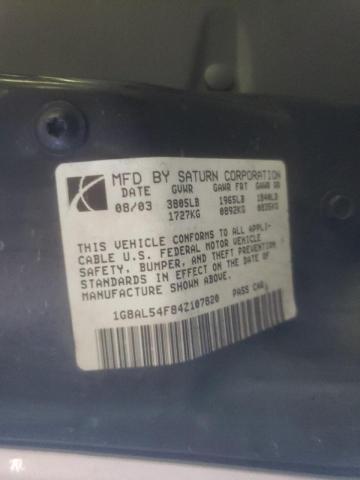 MFD BY SATURN CORPORATION
DATE GVWR GAWR FRT GAWR RR
08/03 3805LB 1965LB 1840LB
1727KG 0892KG 0835KG
THIS VEHICLE CONFORMS TO ALL APPLI-
CABLE U.S. FEDERAL MOTOR VEHICLE
SAFETY, BUMPER, AND THEFT PREVENTION
STANDARDS IN EFFECT ON THE DATE OF
MANUFACTURE SHOWN ABOVE.
1G8AL54F84Z107820 PASS CAR